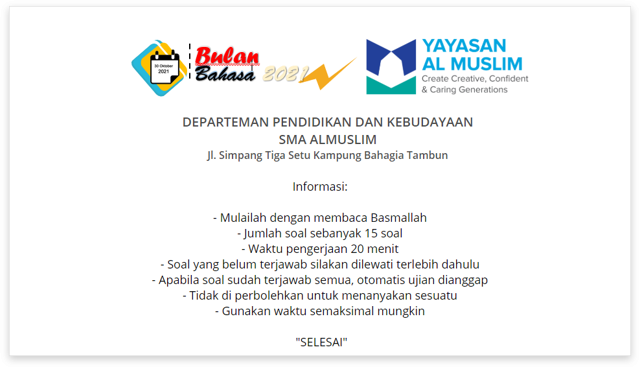 30 Oktober
2021
Bulan
Bahasa 2021
YAYASAN
AL MUSLIM
Create Creative, Confident
& Caring Generations
DEPARTEMAN PENDIDIKAN DAN KEBUDAYAAN
SMA ALMUSLIM
Jl. Simpang Tiga Setu Kampung Bahagia Tambun
Informasi:
- Mulailah dengan membaca Basmallah
- Jumlah soal sebanyak 15 soal
- Waktu pengerjaan 20 menit
- Soal yang belum terjawab silakan dilewati terlebih dahulu
- Apabila soal sudah terjawab semua, otomatis ujian dianggap
- Tidak di perbolehkan untuk menanyakan sesuatu
- Gunakan waktu semaksimal mungkin
"SELESAI"